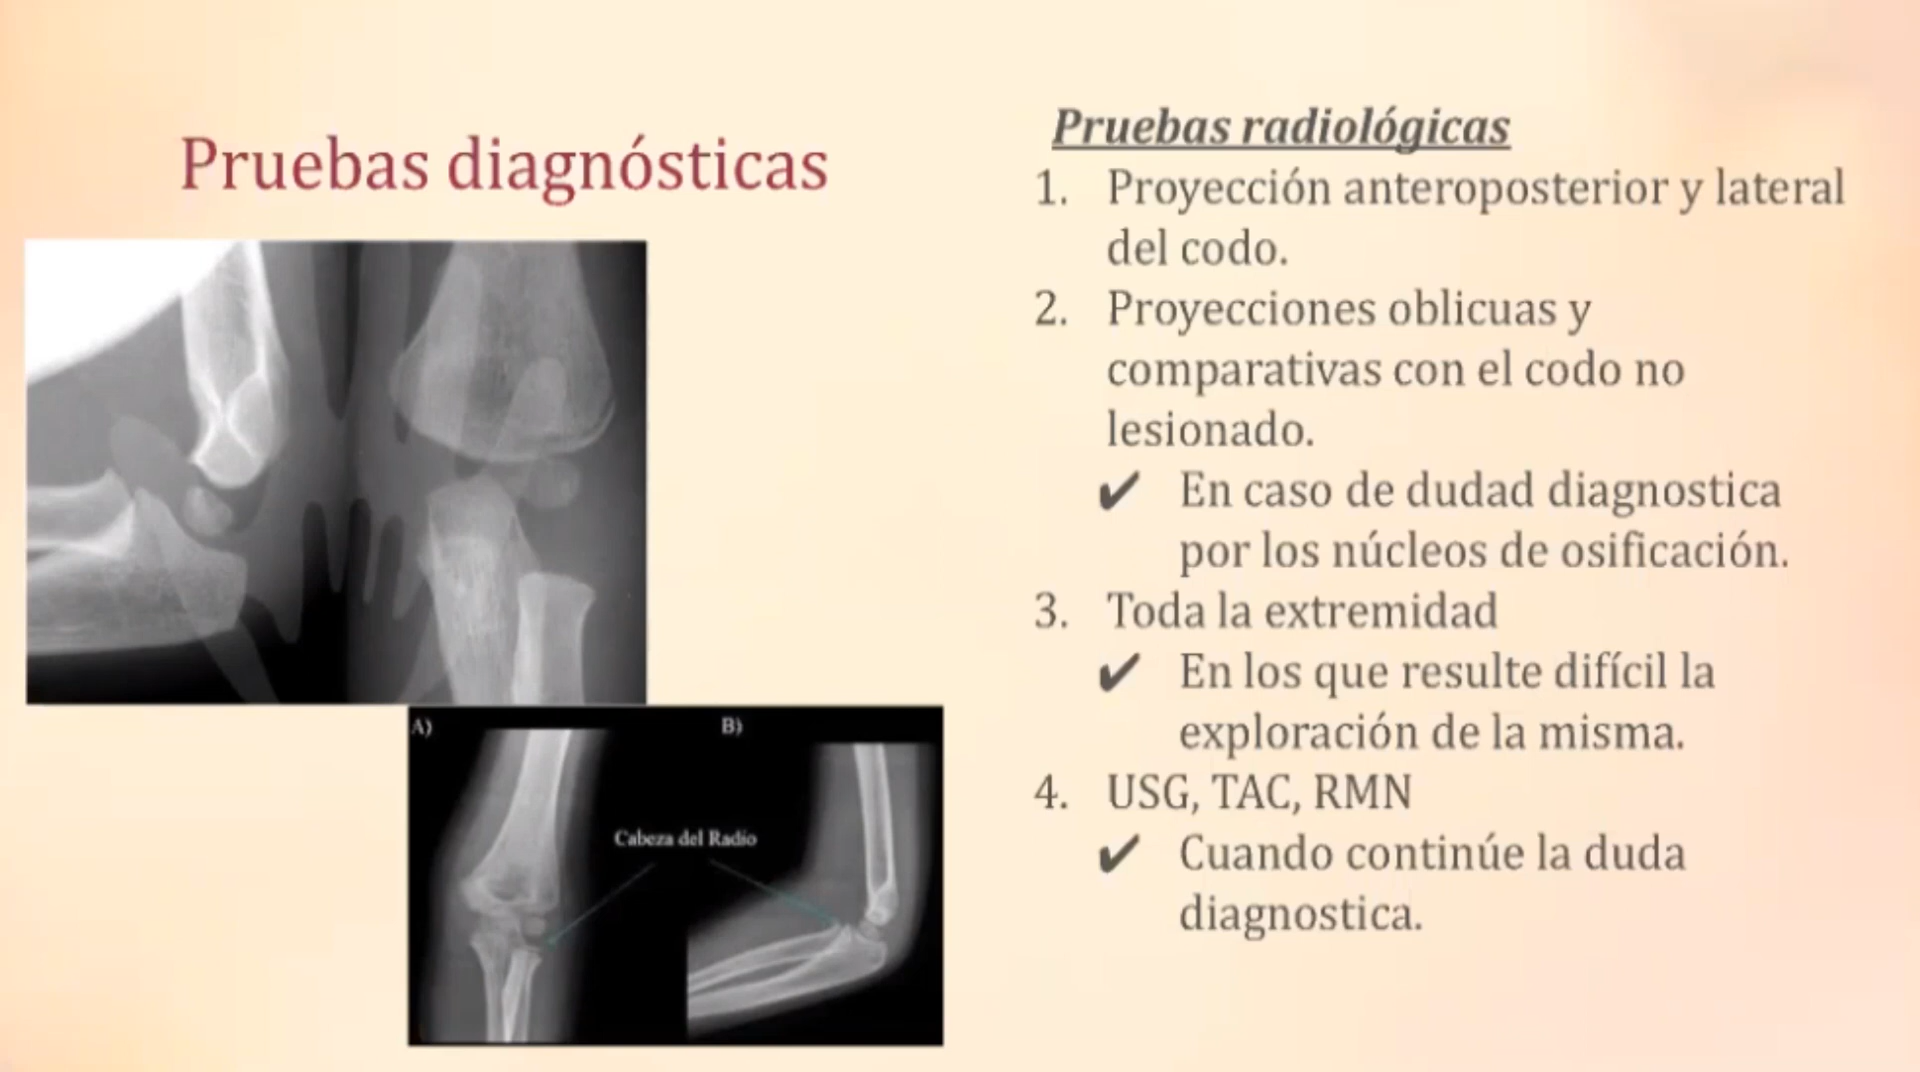 Pruebas diagnósticas
A)
B)
Cabeza del Radio
Pruebas radiológicas
1. Proyección anteroposterior y lateral
del codo.
2. Proyecciones oblicuas y
comparativas con el codo no
lesionado.
✔ En caso de dudad diagnostica
por los núcleos de osificación.
3. Toda la extremidad
✔ En los que resulte difícil la
exploración de la misma.
4. USG, TAC, RMN
✔ Cuando continúe la duda
diagnostica.